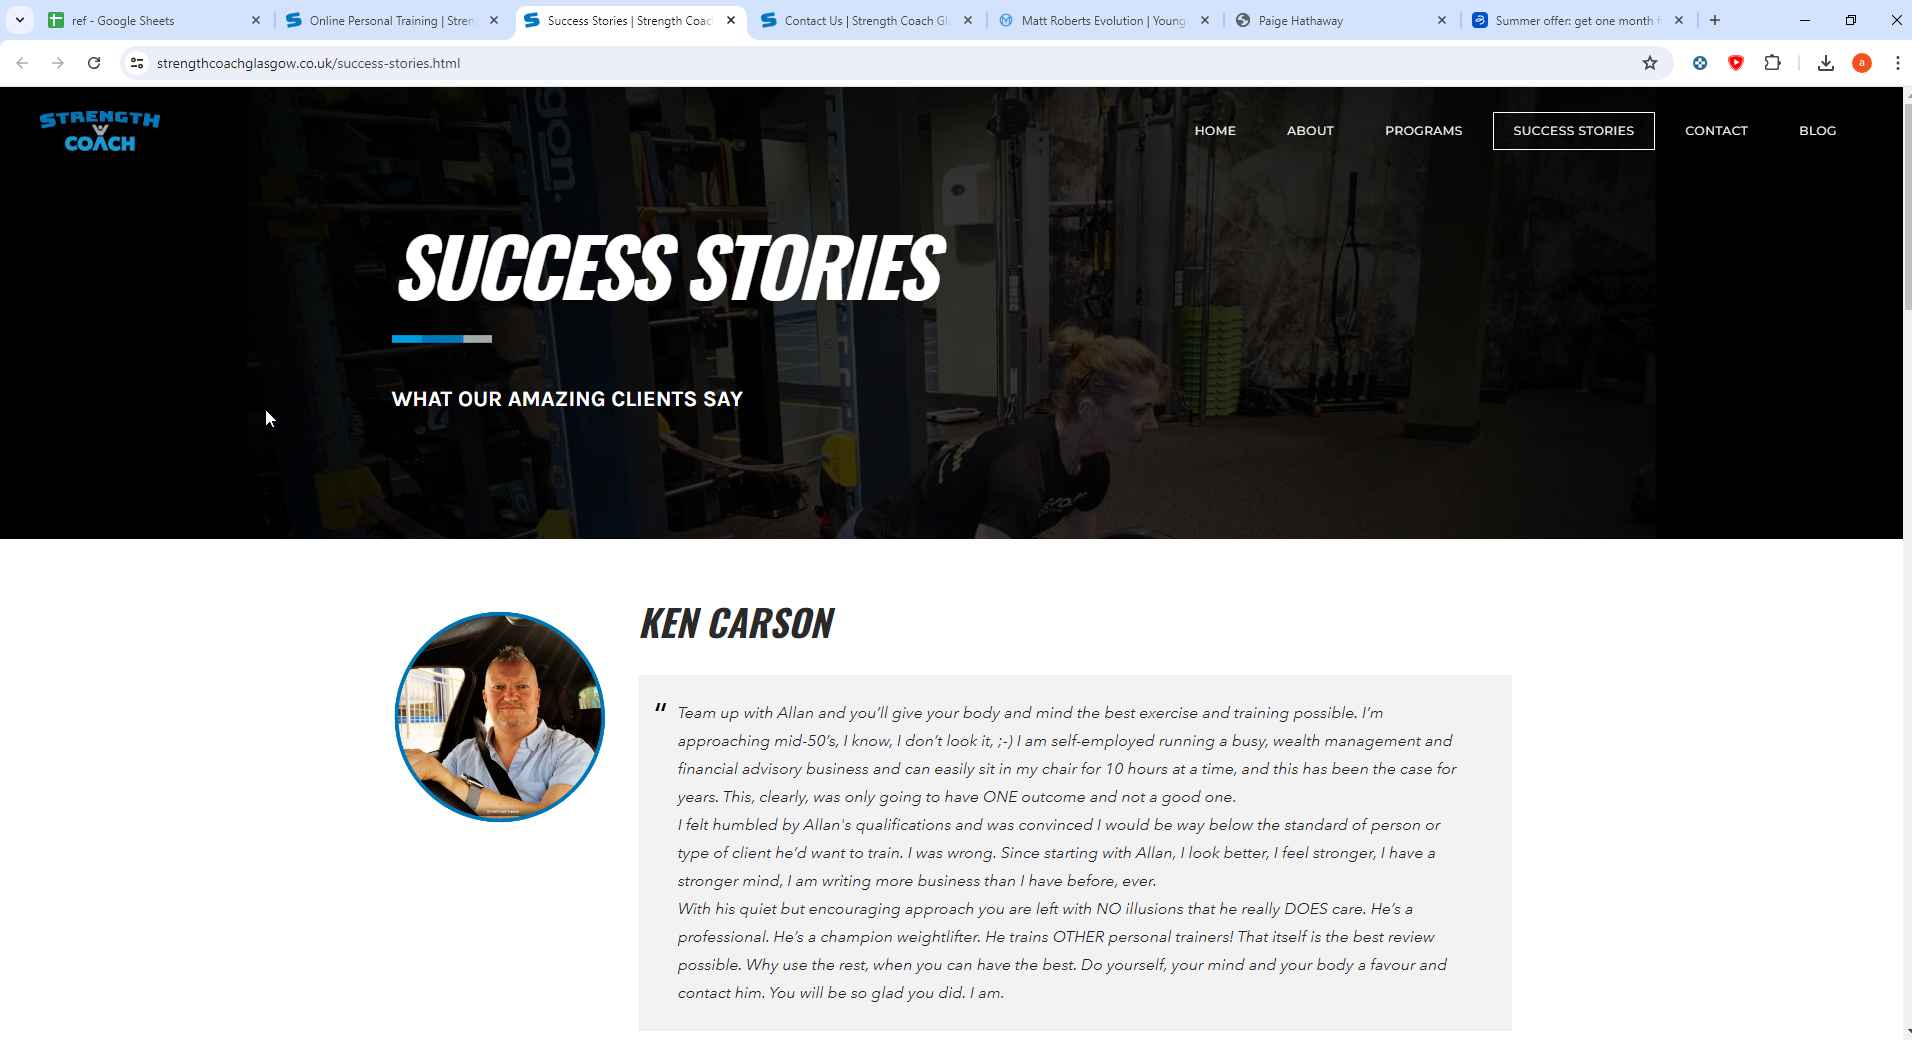 ref - Google Sheets
Online Personal Training | Stren
Success Stories | Strength Coac
Contact Us | Strength Coach Gl
Matt Roberts Evolution | Young
Paige Hathaway
Summer offer: get one month f
strengthcoachglasgow.co.uk/success-stories.html
a
STRENGTH
COACH
HOME
ABOUT
PROGRAMS
SUCCESS STORIES
CONTACT
BLOG
SUCCESS STORIES
WHAT OUR AMAZING CLIENTS SAY
KEN CARSON
“ Team up with Allan and you’ll give your body and mind the best exercise and training possible. I’m
approaching mid-50’s, I know, I don’t look it, ;-) I am self-employed running a busy, wealth management and
financial advisory business and can easily sit in my chair for 10 hours at a time, and this has been the case for
years. This, clearly, was only going to have ONE outcome and not a good one.
I felt humbled by Allan's qualifications and was convinced I would be way below the standard of person or
type of client he’d want to train. I was wrong. Since starting with Allan, I look better, I feel stronger, I have a
stronger mind, I am writing more business than I have before, ever.
With his quiet but encouraging approach you are left with NO illusions that he really DOES care. He’s a
professional. He’s a champion weightlifter. He trains OTHER personal trainers! That itself is the best review
possible. Why use the rest, when you can have the best. Do yourself, your mind and your body a favour and
contact him. You will be so glad you did. I am.